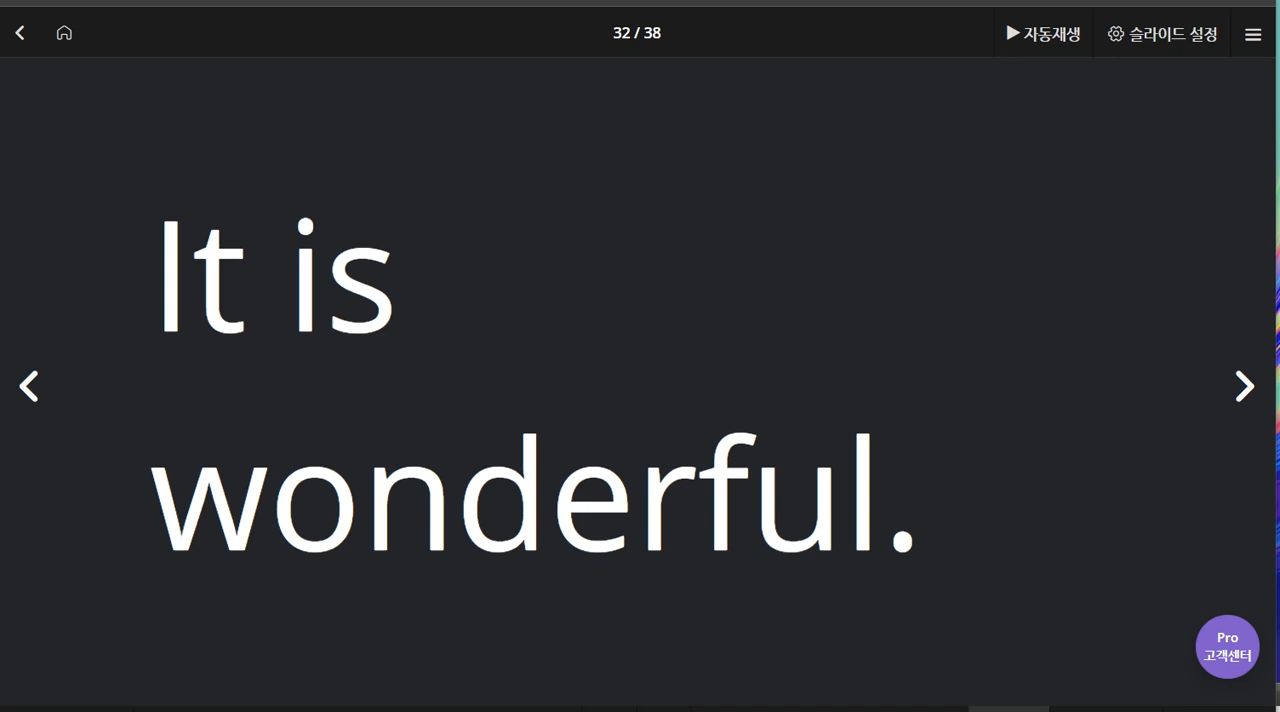 32 / 38
▶ 자동재생
슬라이드 설정
It is
wonderful.
Pro
고객센터